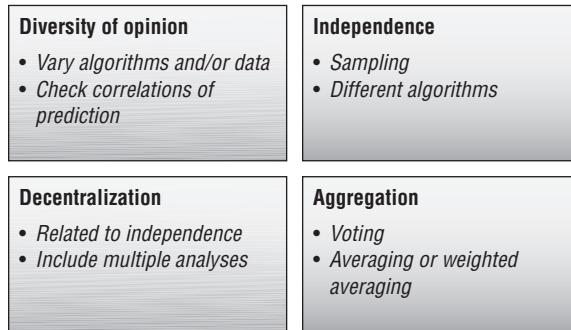 Diversity of opinion
• Vary algorithms and/or data
• Check correlations of
prediction
Independence
• Sampling
• Different algorithms
Decentralization
• Related to independence
• Include multiple analyses
Aggregation
• Voting
• Averaging or weighted
averaging